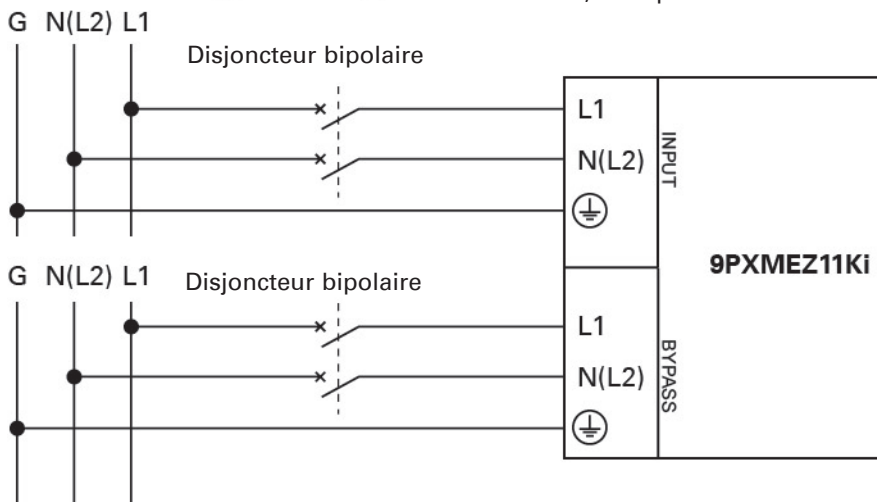 G N(L2) L1
Disjoncteur bipolaire
L1
N(L2)
INPUT
9PXMEZ11Ki
G N(L2) L1
Disjoncteur bipolaire
L1
N(L2)
BYPASS